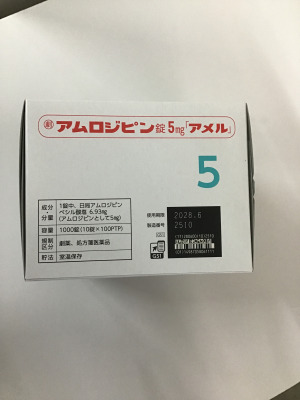 劇 アムロジピン錠5mg「アメル」
5
成分・分量 1錠中、日局アムロジピンベシル酸塩 6.93mg (アムロジピンとして5mg)
容量 1000錠(10錠×100PTP)
規制区分 劇薬、処方箋医薬品
貯法 室温保存
使用期限 2026.6
製造番号 2510
GS1